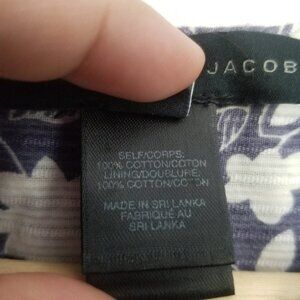 JACOB
SELF/CORPS:
100% COTTON/COTON
LINING/DOUBLURE:
100% COTTON/COTON
MADE IN SRI LANKA
FABRIQUÉ AU
SRI LANKA